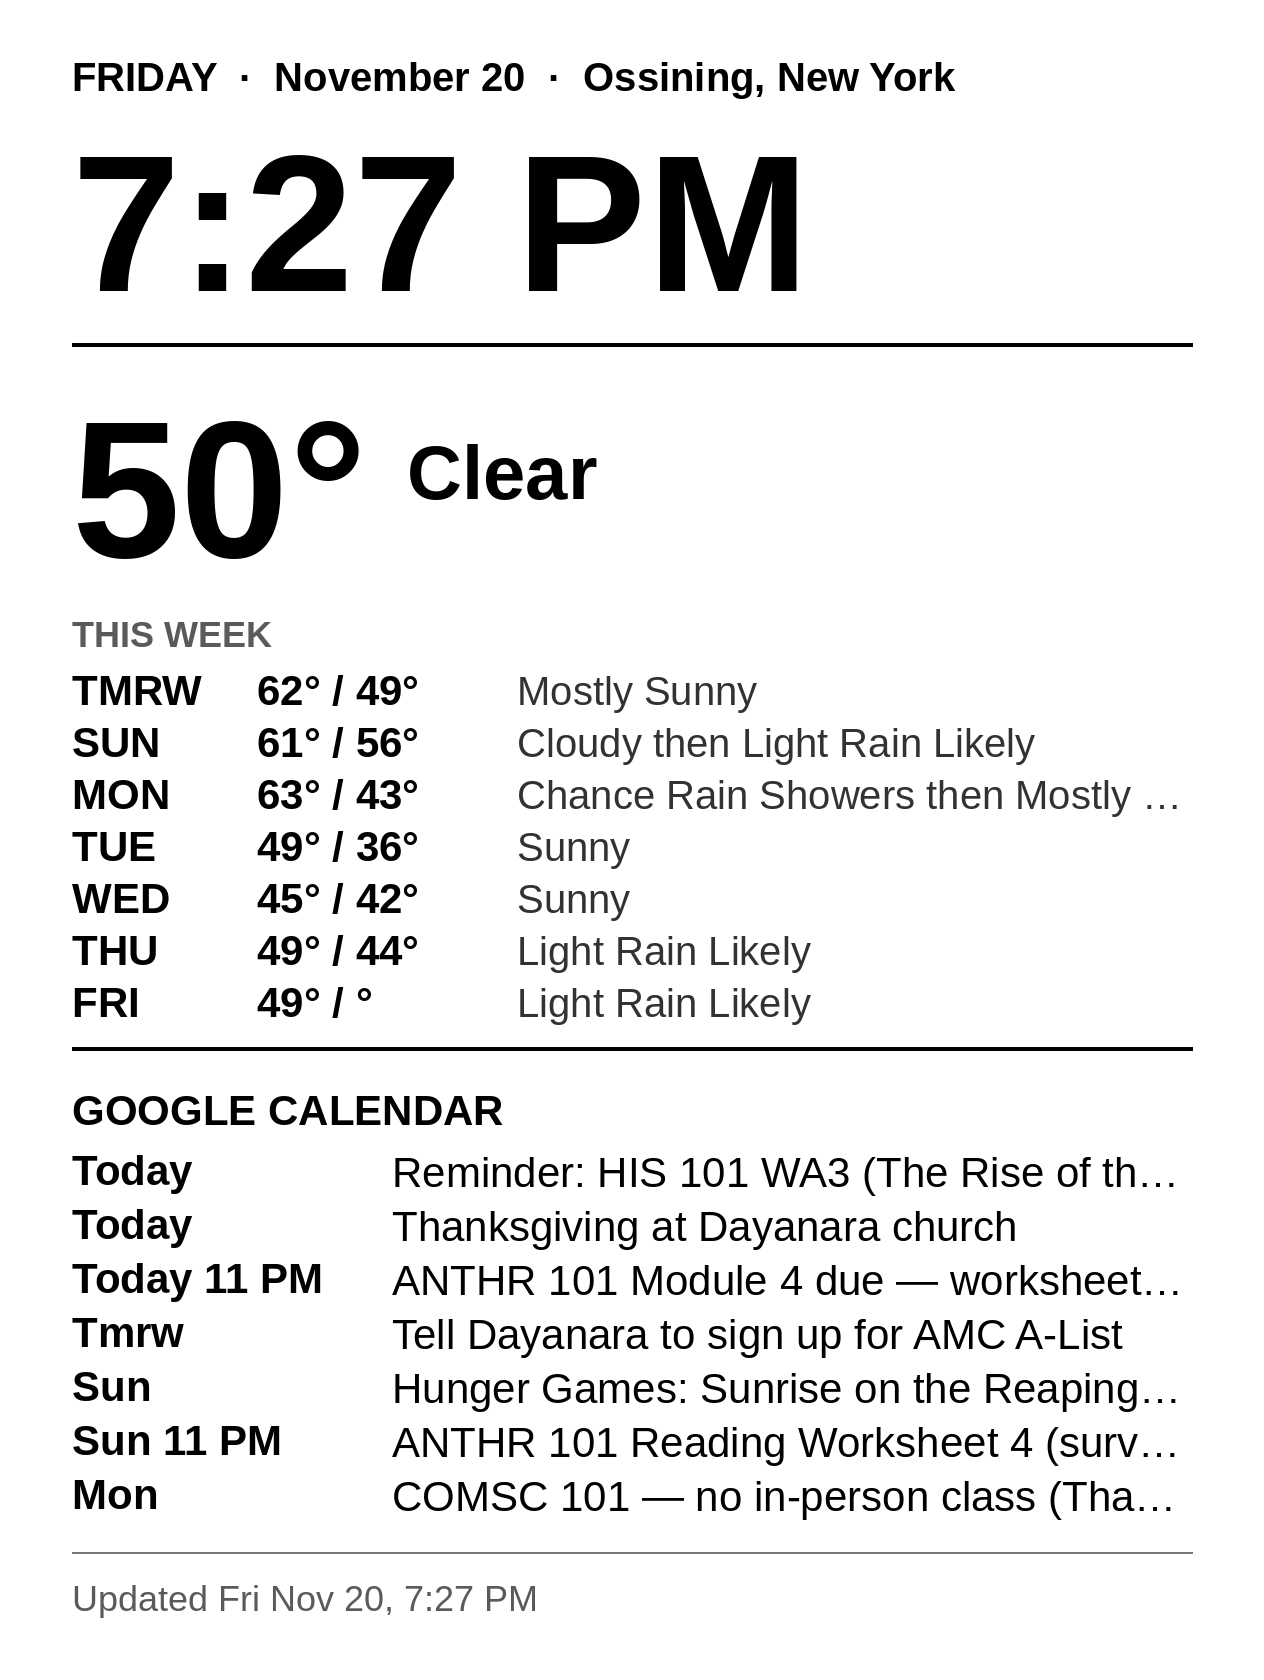 FRIDAY · November 20 · Ossining, New York
7:27 PM
50° Clear
THIS WEEK
TMRW 62° / 49° Mostly Sunny
SUN 61° / 56° Cloudy then Light Rain Likely
MON 63° / 43° Chance Rain Showers then Mostly …
TUE 49° / 36° Sunny
WED 45° / 42° Sunny
THU 49° / 44° Light Rain Likely
FRI 49° / ° Light Rain Likely
GOOGLE CALENDAR
Today Reminder: HIS 101 WA3 (The Rise of th…
Today Thanksgiving at Dayanara church
Today 11 PM ANTHR 101 Module 4 due — worksheet…
Tmrw Tell Dayanara to sign up for AMC A-List
Sun Hunger Games: Sunrise on the Reaping…
Sun 11 PM ANTHR 101 Reading Worksheet 4 (surv…
Mon COMSC 101 — no in-person class (Tha…
Updated Fri Nov 20, 7:27 PM